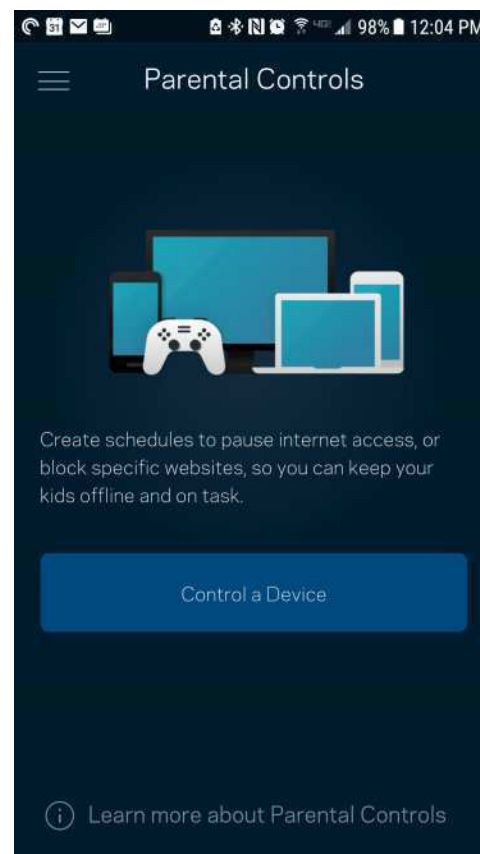 31 98% 12:04 PM
Parental Controls
Create schedules to pause internet access, or
block specific websites, so you can keep your
kids offline and on task.
Control a Device
Learn more about Parental Controls